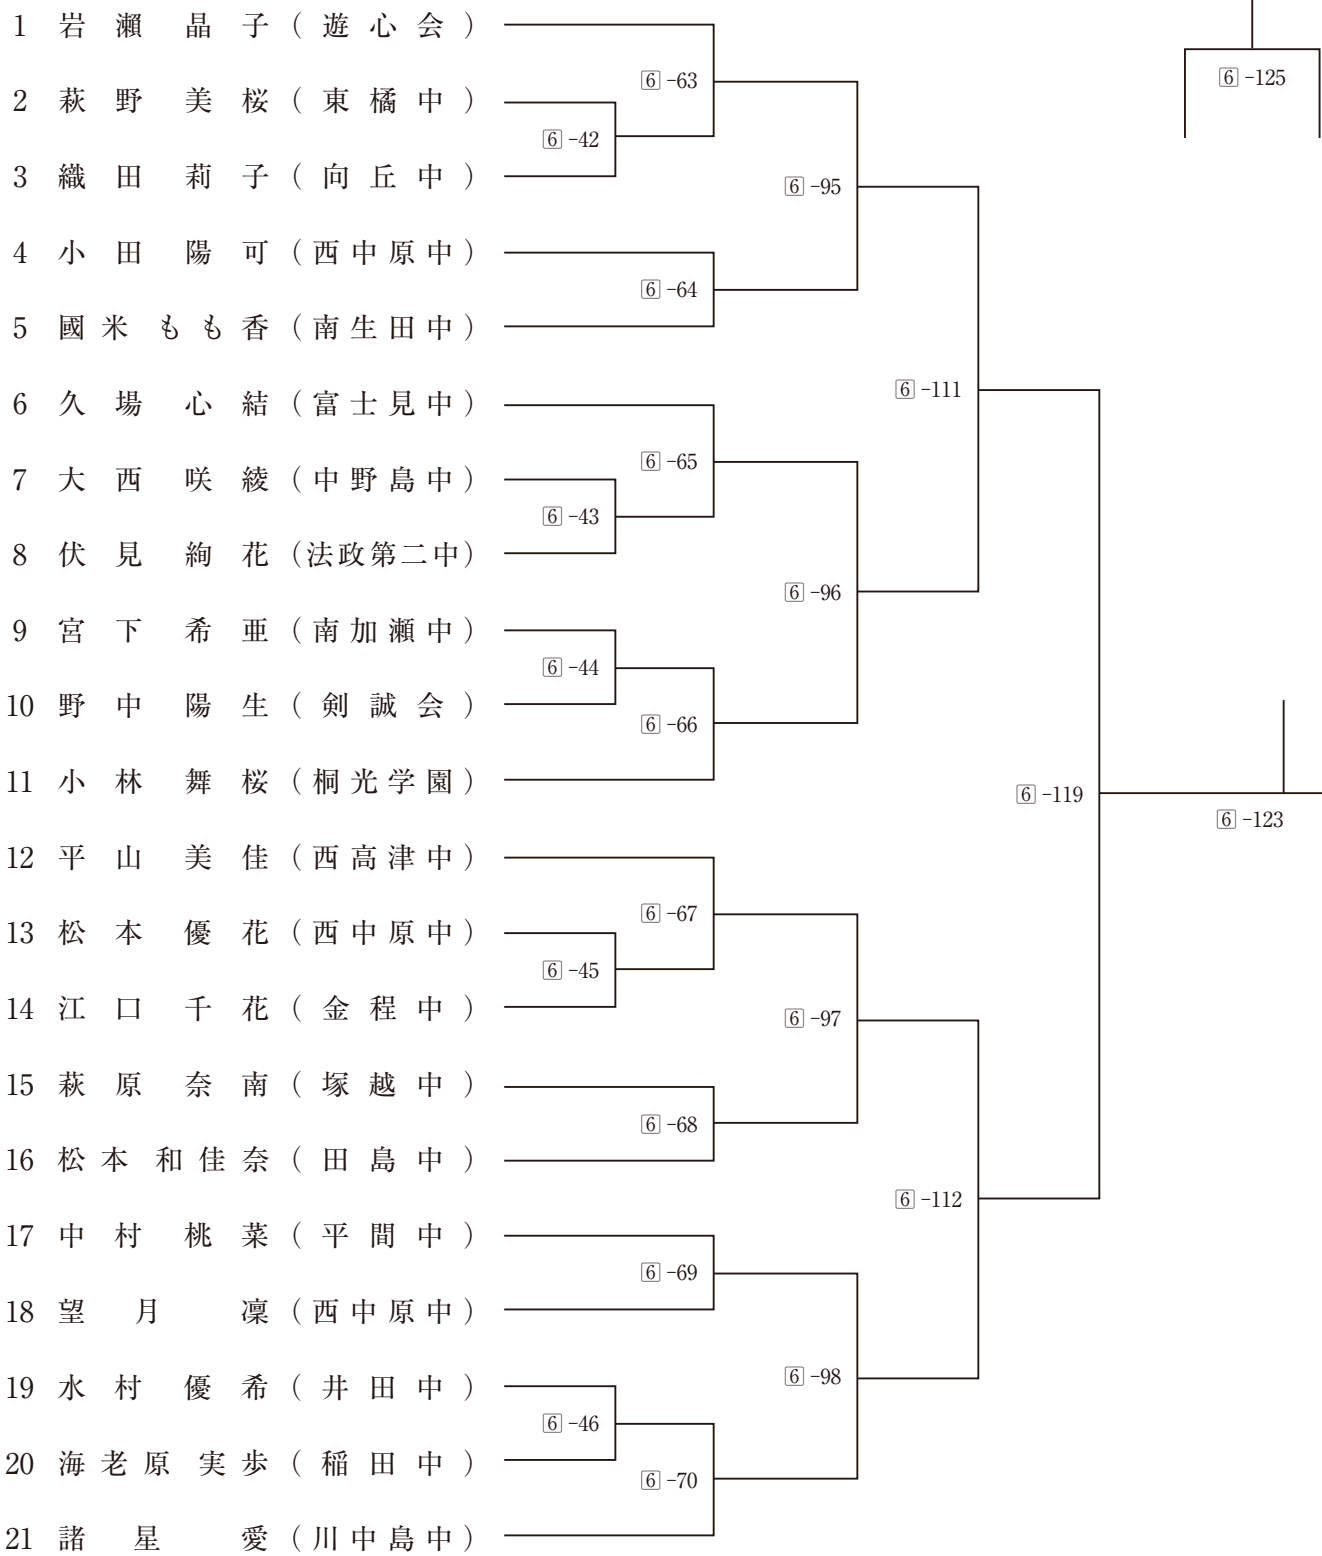 1 岩瀬 晶子 (遊心会)
2 萩野 美桜 (東橘中)
3 織田 莉子 (向丘中)
4 小田 陽可 (西中原中)
5 國米 もも香 (南生田中)
6 久場 心結 (富士見中)
7 大西 咲綾 (中野島中)
8 伏見 絢花 (法政第二中)
9 宮下 希亜 (南加瀬中)
10 野中 陽生 (剣誠会)
11 小林 舞桜 (桐光学園)
12 平山 美佳 (西高津中)
13 松本 優花 (西中原中)
14 江口 千花 (金程中)
15 萩原 奈南 (塚越中)
16 松本 和佳奈 (田島中)
17 中村 桃菜 (平間中)
18 望月 凜 (西中原中)
19 水村 優希 (井田中)
20 海老原 実歩 (稲田中)
21 諸星 愛 (川中島中)
6-42
6-43
6-44
6-45
6-46
6-63
6-64
6-65
6-66
6-67
6-68
6-69
6-70
6-95
6-96
6-97
6-98
6-111
6-112
6-119
6-125
6-123